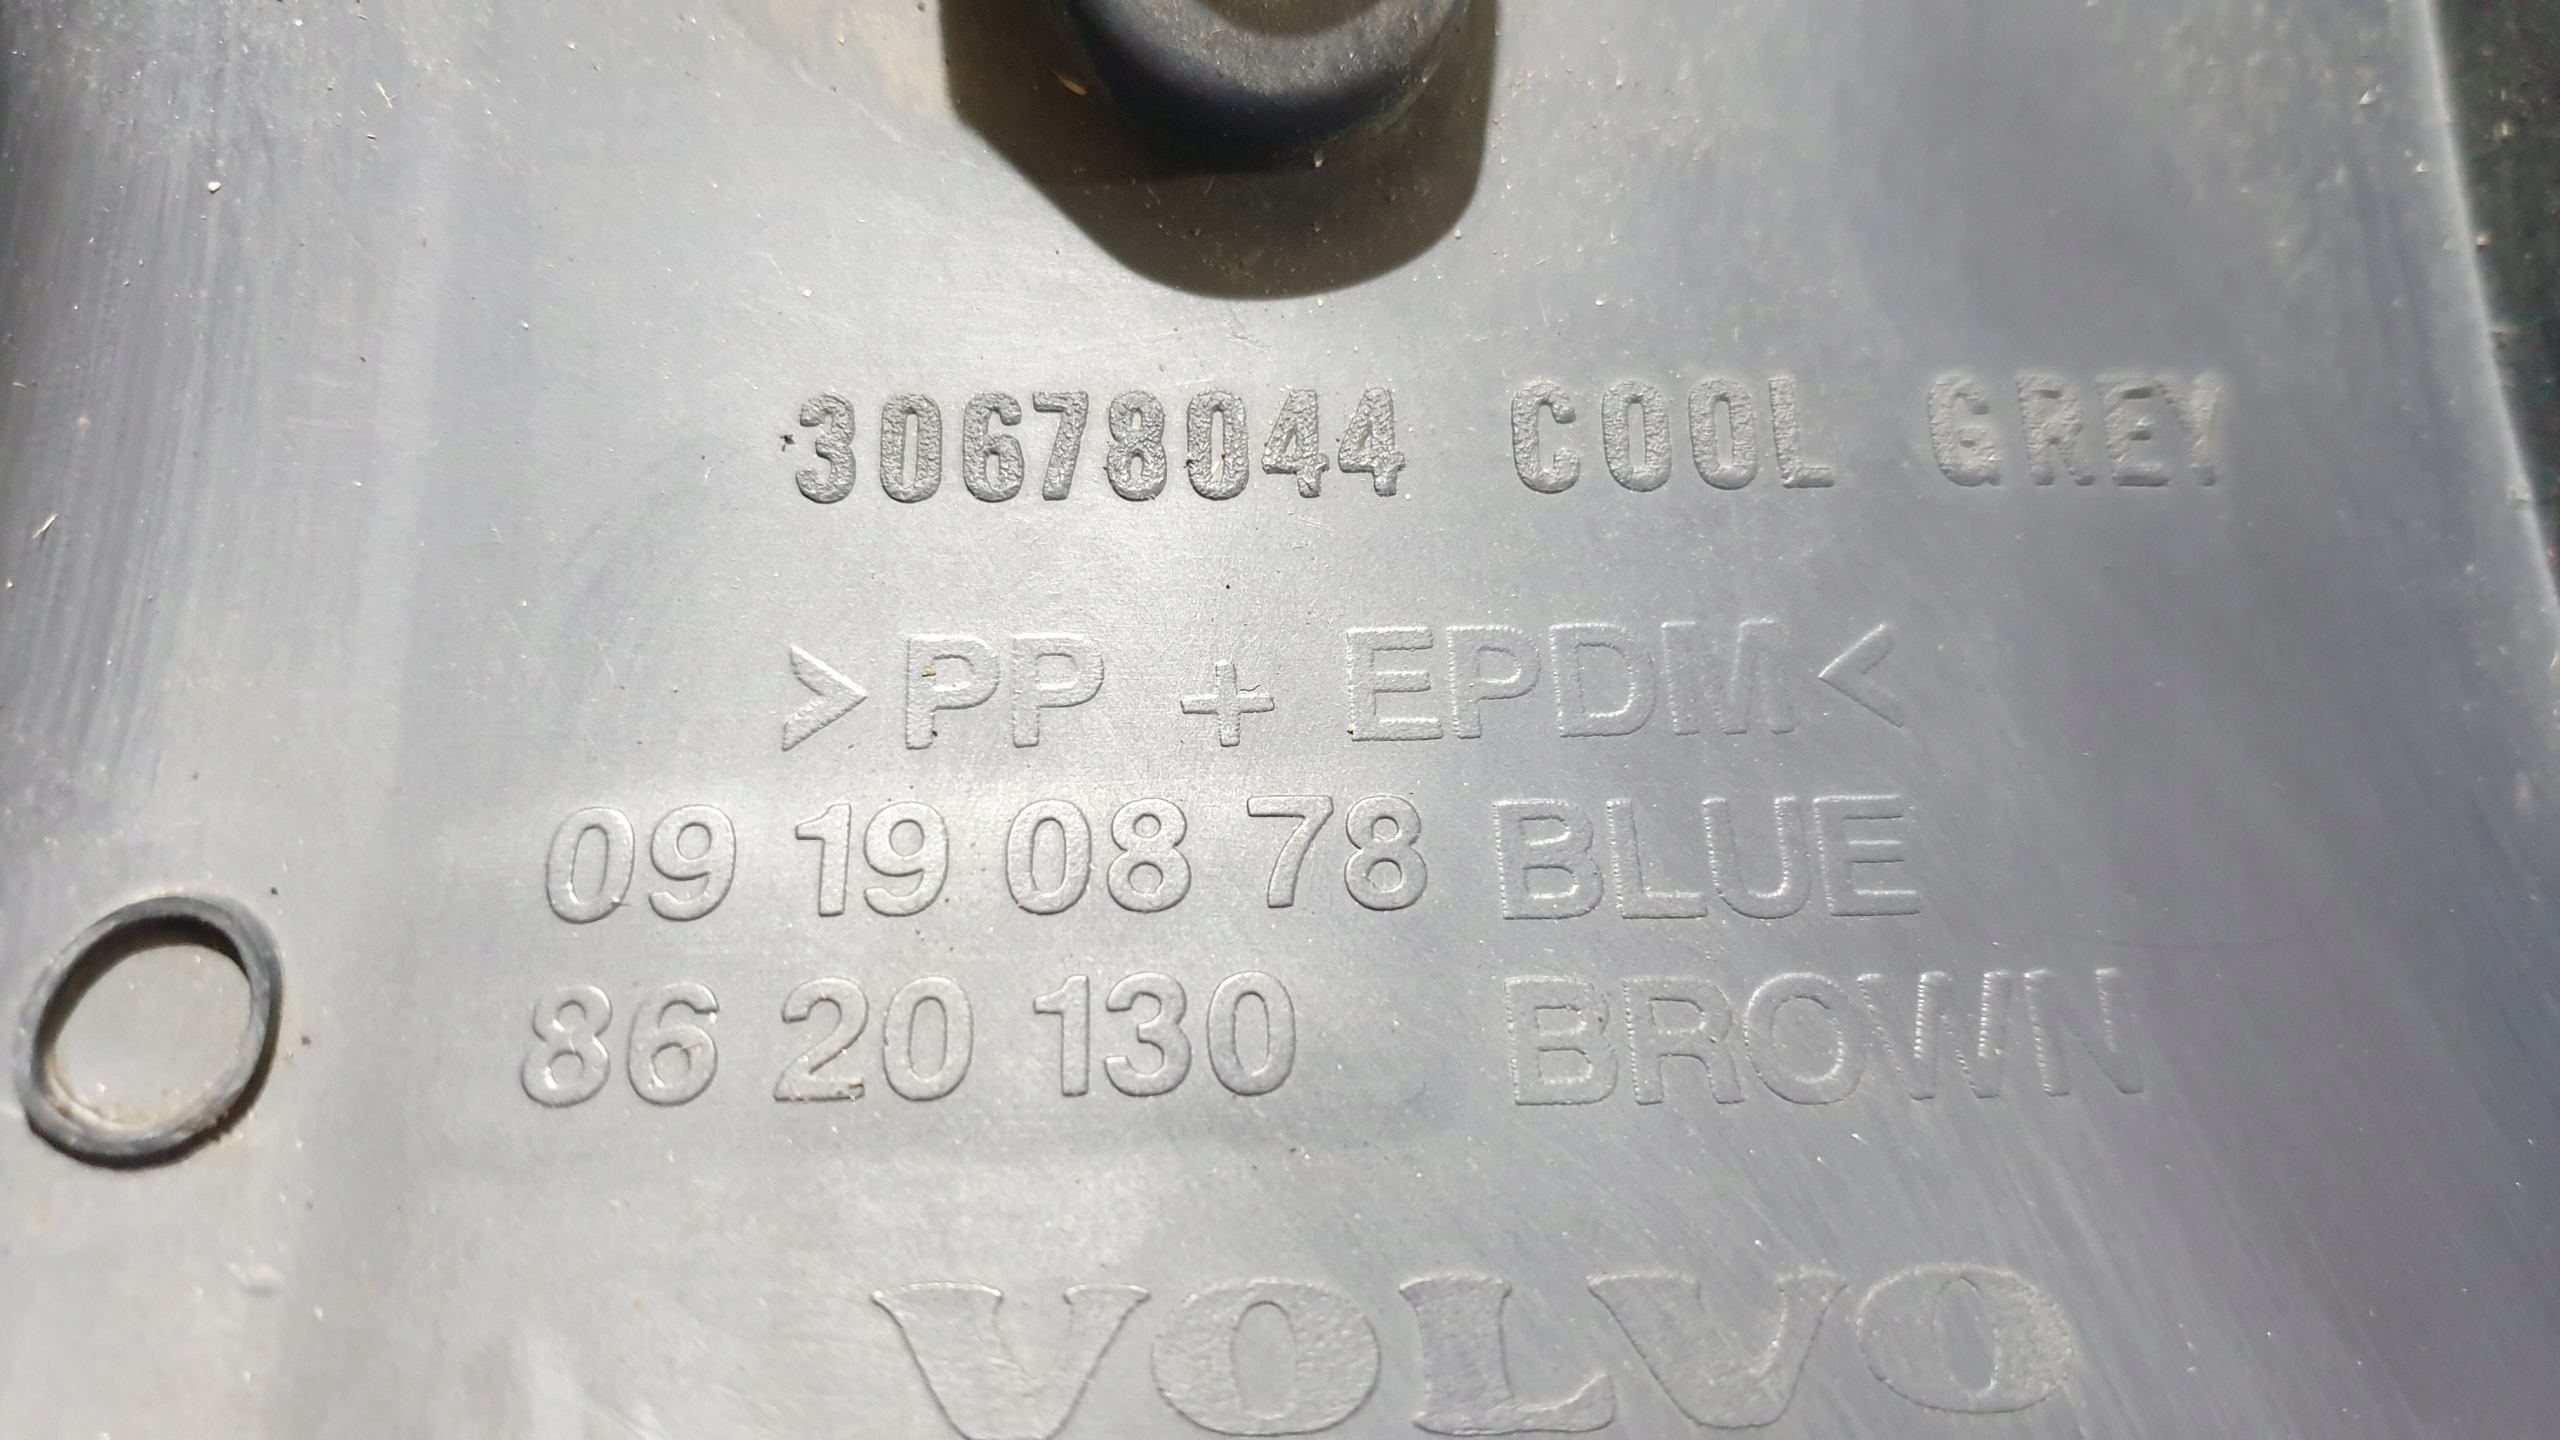 30678044 COOL GREY
>PP + EPDM<
09 19 08 78 BLUE
86 20 130 BROWN
VOLVO